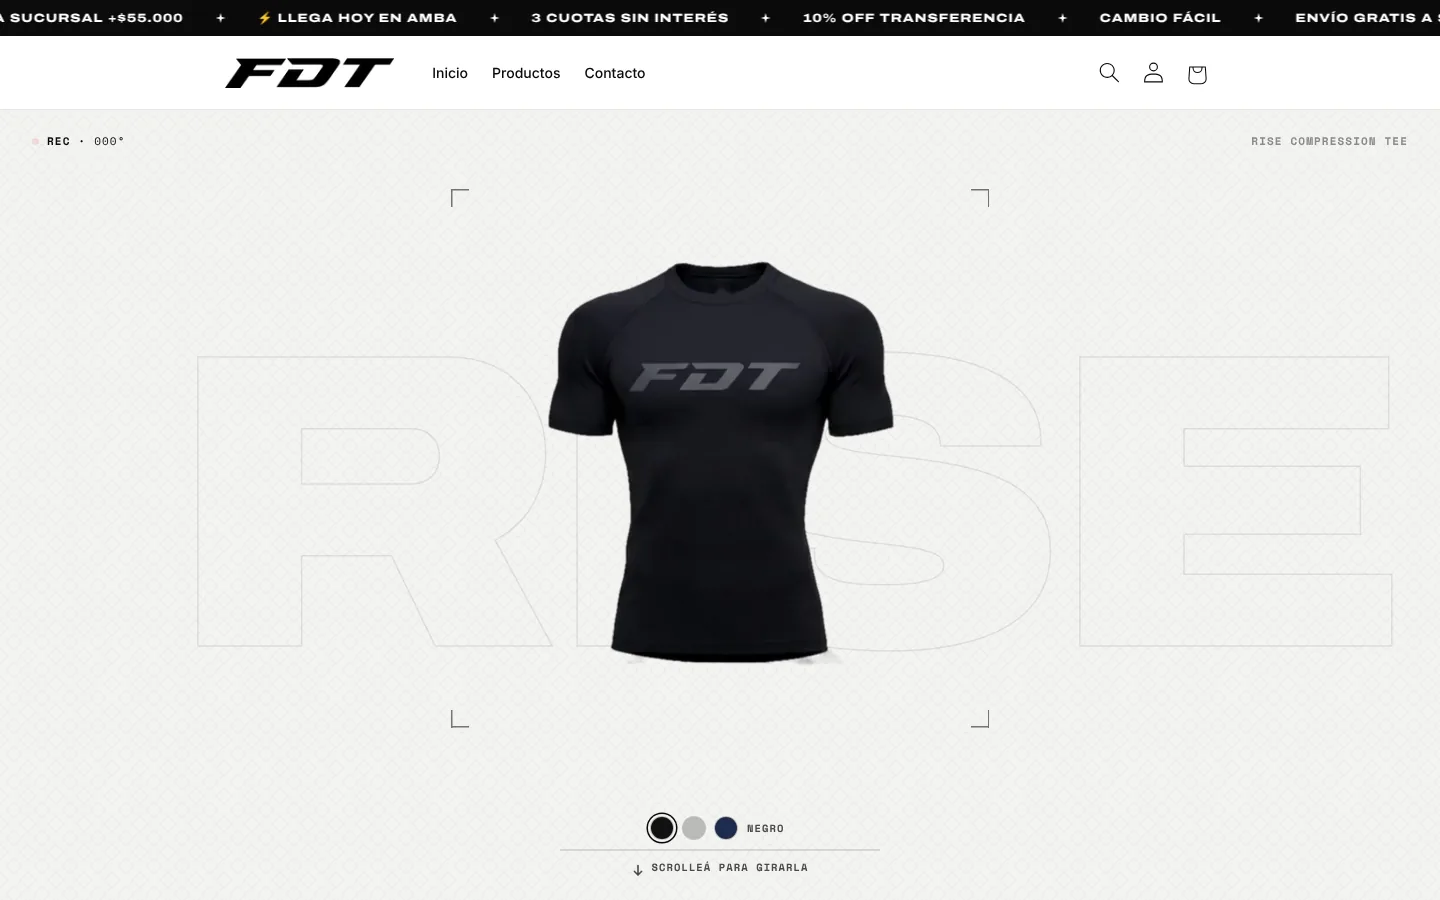 SUCURSAL +$55.000 ✦ ⚡ LLEGA HOY EN AMBA ✦ 3 CUOTAS SIN INTERÉS ✦ 10% OFF TRANSFERENCIA ✦ CAMBIO FÁCIL ✦ ENVÍO GRATIS A
FDT Inicio Productos Contacto
REC · 000°
RISE COMPRESSION TEE
RISE
FDT
NEGRO
↓ SCROLLEÁ PARA GIRARLA